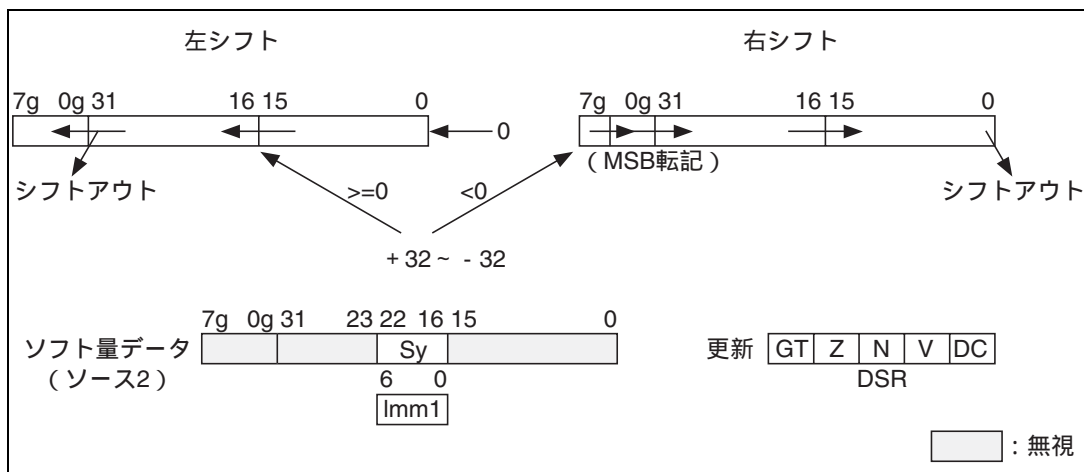 左シフト 右シフト
7g 0g 31 16 15 0 7g 0g 31 16 15 0
0
(MSB転記)
シフトアウト >=0 <0 シフトアウト
+32~ -32
7g 0g 31 23 22 16 15 0
ソフト量データ Sy 更新 GT Z N V DC
(ソース2) 6 0 DSR
Imm1
:無視